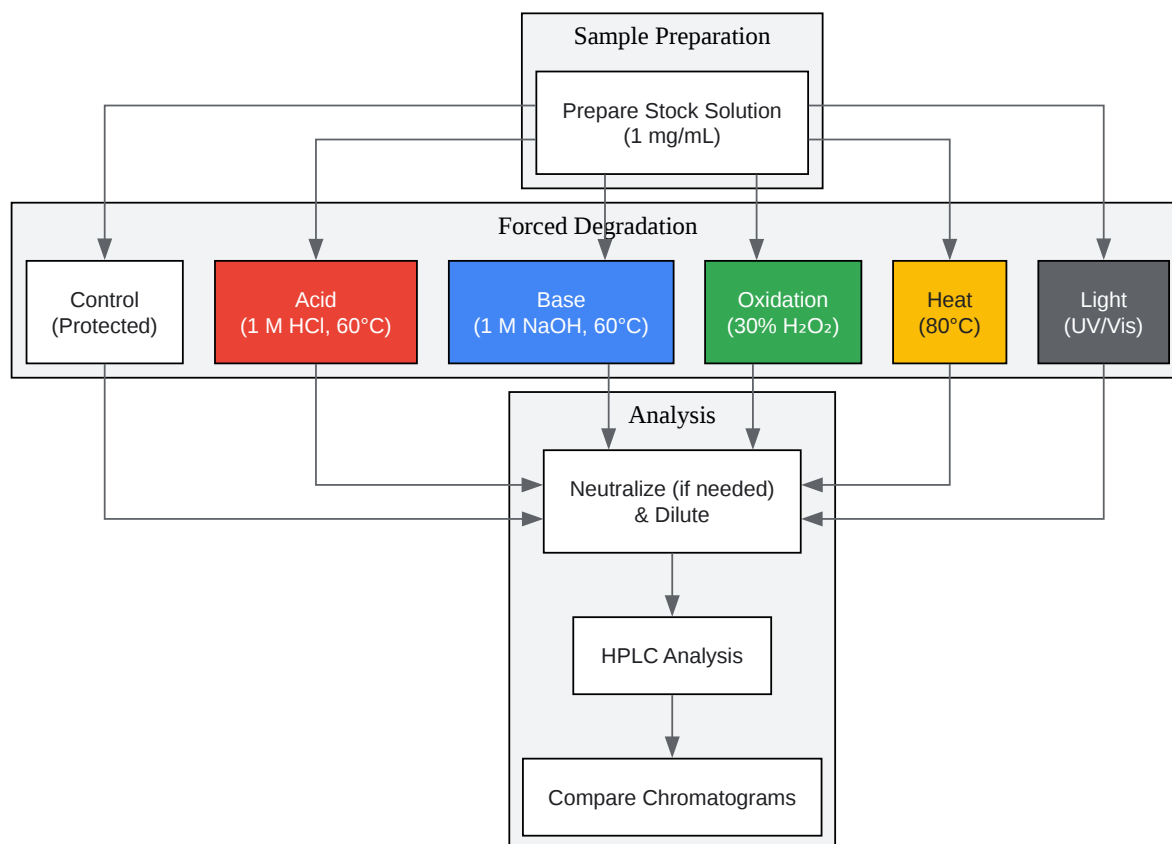 Sample Preparation
Prepare Stock Solution
(1 mg/mL)
Forced Degradation
Control
(Protected)
Acid
(1 M HCl, 60°C)
Base
(1 M NaOH, 60°C)
Oxidation
(30% H₂O₂)
Heat
(80°C)
Light
(UV/Vis)
Analysis
Neutralize (if needed)
& Dilute
HPLC Analysis
Compare Chromatograms